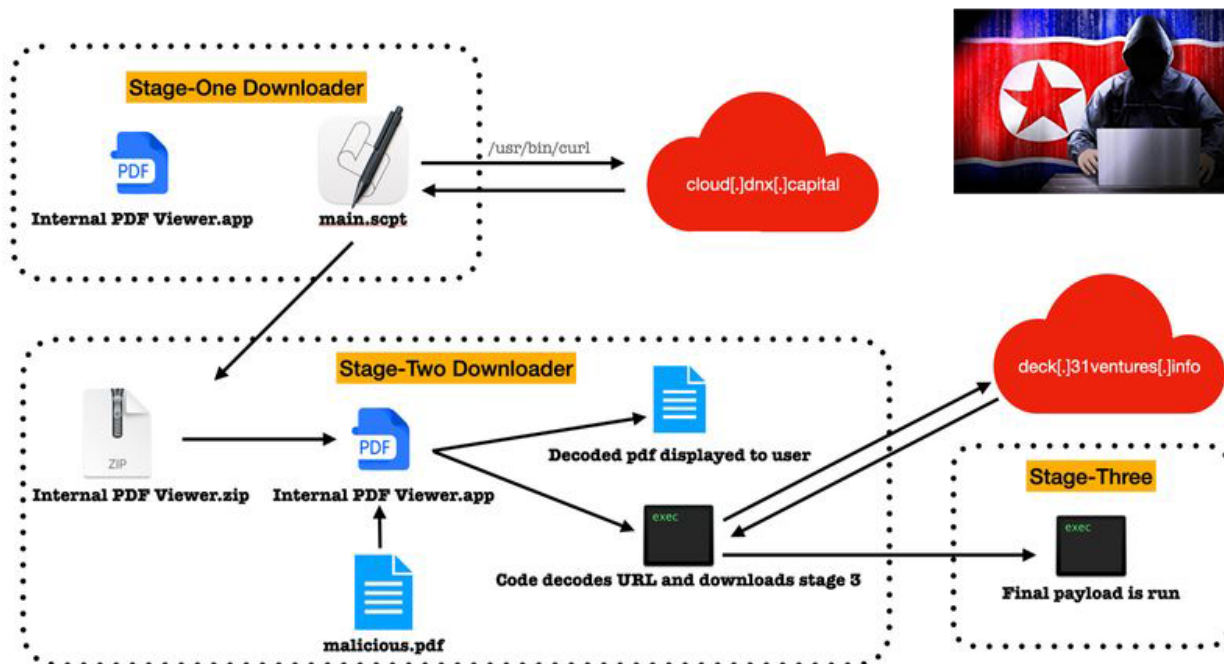 Stage-One Downloader
PDF
Internal PDF Viewer.app
main.scpt
/usr/bin/curl
cloud[.]dnx[.]capital
Stage-Two Downloader
ZIP
Internal PDF Viewer.zip
PDF
Internal PDF Viewer.app
malicious.pdf
Decoded pdf displayed to user
exec
Code decodes URL and downloads stage 3
deck[.]31ventures[.]info
Stage-Three
exec
Final payload is run